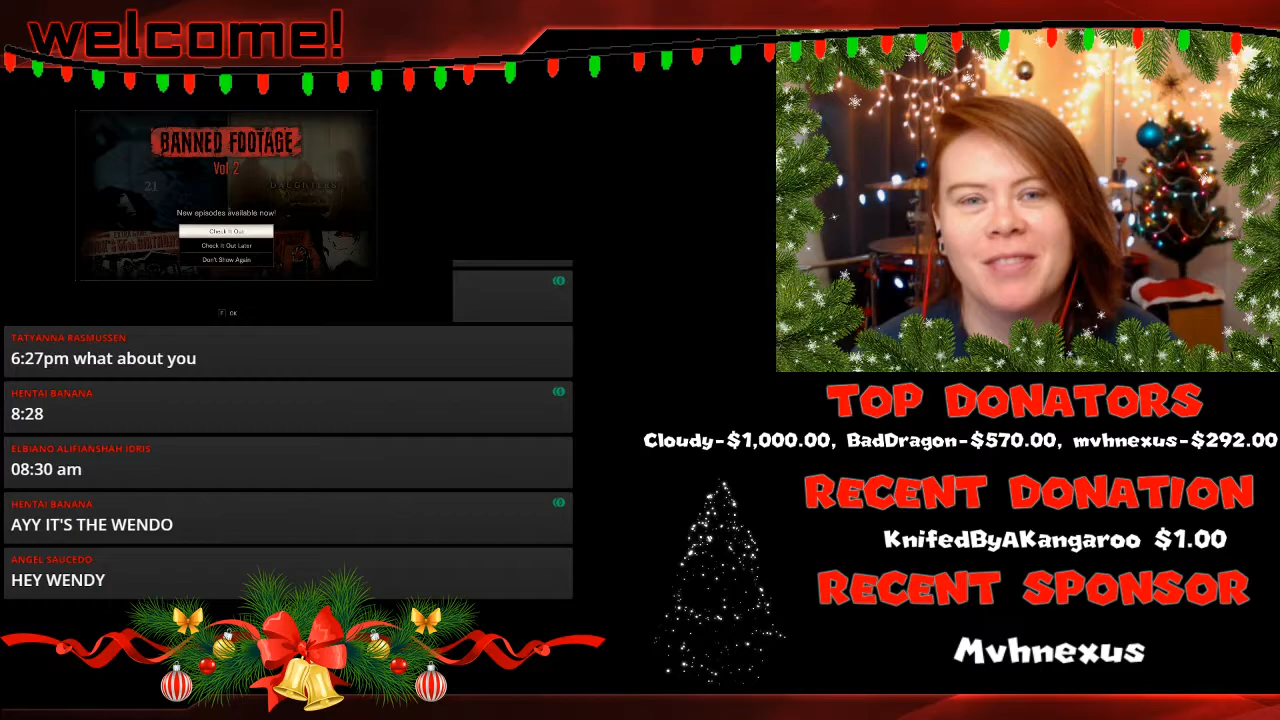 welcome!
BANNED FOOTAGE
Vol 2
21
DAUGHTERS
New episodes available now!
Check It Out
Check It Out Later
Don't Show Again
F OK
TATYANNA RASMUSSEN
6:27pm what about you
HENTAI BANANA
8:28
ELBIANO ALIFIANSHAH IDRIS
08:30 am
HENTAI BANANA
AYY IT'S THE WENDO
ANGEL SAUCEDO
HEY WENDY
TOP DONATORS
Cloudy-$1,000.00, BadDragon-$570.00, mvhnexus-$292.00
RECENT DONATION
KnifedByAKangaroo $1.00
RECENT SPONSOR
Mvhnexus